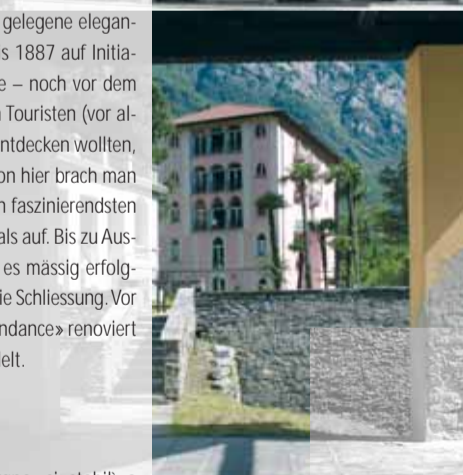 gelegene elegan-
s 1887 auf Initia-
e – noch vor dem
Touristen (vor al-
ntdecken wollten,
on hier brach man
n faszinierendsten
als auf. Bis zu Aus-
es mässig erfolg-
ie Schliessung. Vor
ndance» renoviert
elt.